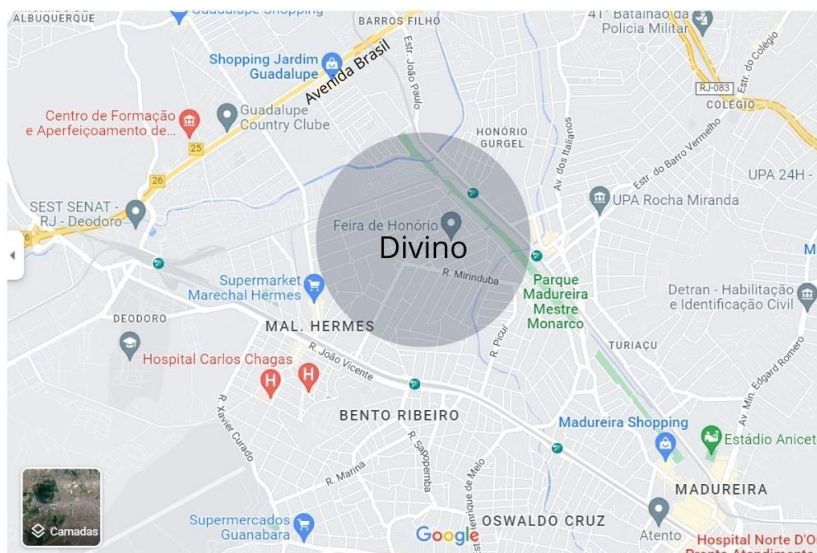 ALBUQUERQUE
Guadalupe Shopping
BARROS FILHO
41° Batalhão da
Polícia Militar
Estr. do Colégio
Shopping Jardim
Guadalupe
Avenida Brasil
Estr. João Paulo
RJ-083
COLÉGIO
Centro de Formação
e Aperfeiçoamento de...
Guadalupe
Country Clube
25
HONÓRIO
GURGEL
Av. dos Italianos
Estr. do Barro Vermelho
26
UPA 24H -
SEST SENAT -
RJ - Deodoro
UPA Rocha Miranda
Feira de Honório
Divino
R. Mirinduba
Supermarket
Marechal Hermes
Parque
Madureira
Mestre
Monarco
Detran - Habilitação
e Identificação Civil
DEODORO
MAL. HERMES
R. Picuí
TURIAÇU
Hospital Carlos Chagas
H
H
R. João Vicente
Av. Min. Edgard Romero
R. Xavier Curado
BENTO RIBEIRO
Madureira Shopping
Estádio Anicet
R. Sapopemba
R. Marina
MADUREIRA
Camadas
Supermercados
Guanabara
Google
OSWALDO CRUZ
Atento
Hospital Norte D'O
Pronto Atendimento